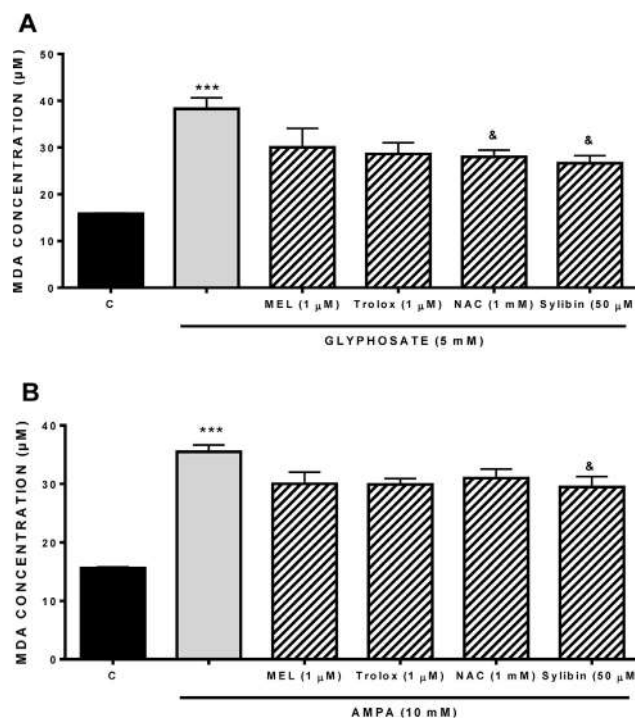 A
MDA CONCENTRATION (µM)
50
40
30
20
10
0
***
&
&
C
MEL (1 µM)
Trolox (1 µM)
NAC (1 mM)
Sylibin (50 µM
GLYPHOSATE (5 mM)
B
MDA CONCENTRATION (µM)
40
30
20
10
0
***
&
C
MEL (1 µM)
Trolox (1 µM)
NAC (1 mM)
Sylibin (50 µM
AMPA (10 mM)